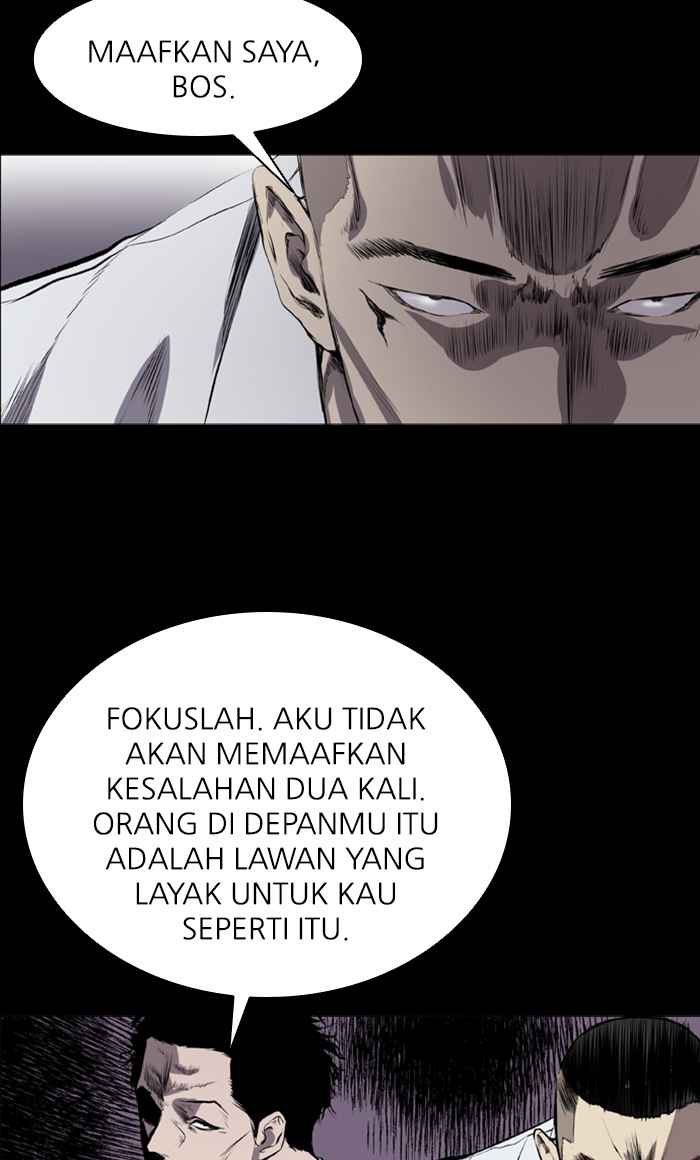 MAAFKAN SAYA,
BOS.
FOKUSLAH. AKU TIDAK
AKAN MEMAAFKAN
KESALAHAN DUA KALI.
ORANG DI DEPANMU ITU
ADALAH LAWAN YANG
LAYAK UNTUK KAU
SEPERTI ITU.